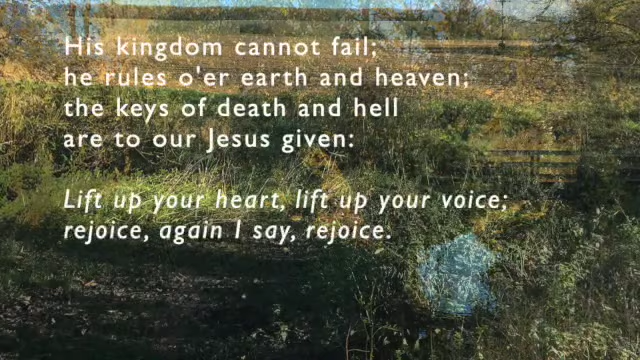 His kingdom cannot fail;
he rules o'er earth and heaven;
the keys of death and hell
are to our Jesus given:
Lift up your heart, lift up your voice;
rejoice, again I say, rejoice.